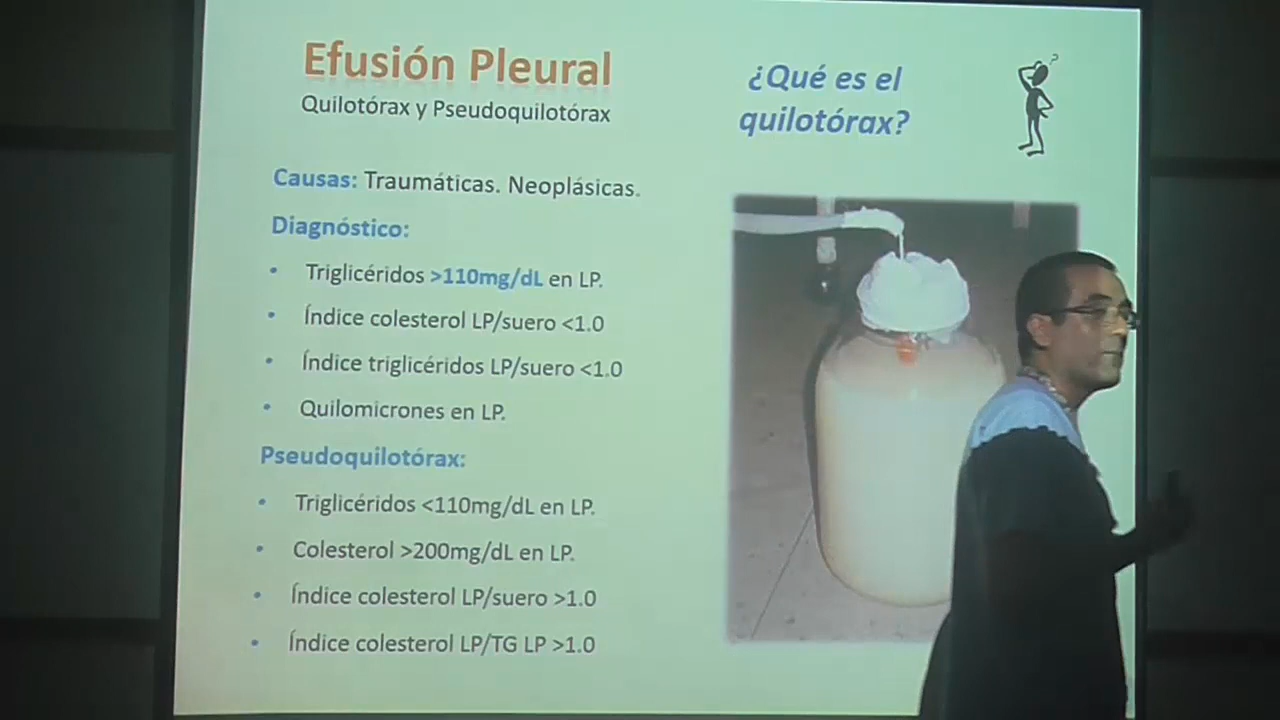 Efusión Pleural
Quilotórax y Pseudoquilotórax
¿Qué es el
quilotórax?
?
Causas: Traumáticas. Neoplásicas.
Diagnóstico:
• Triglicéridos >110mg/dL en LP.
• Índice colesterol LP/suero <1.0
• Índice triglicéridos LP/suero <1.0
• Quilomicrones en LP.
Pseudoquilotórax:
• Triglicéridos <110mg/dL en LP.
• Colesterol >200mg/dL en LP.
• Índice colesterol LP/suero >1.0
• Índice colesterol LP/TG LP >1.0